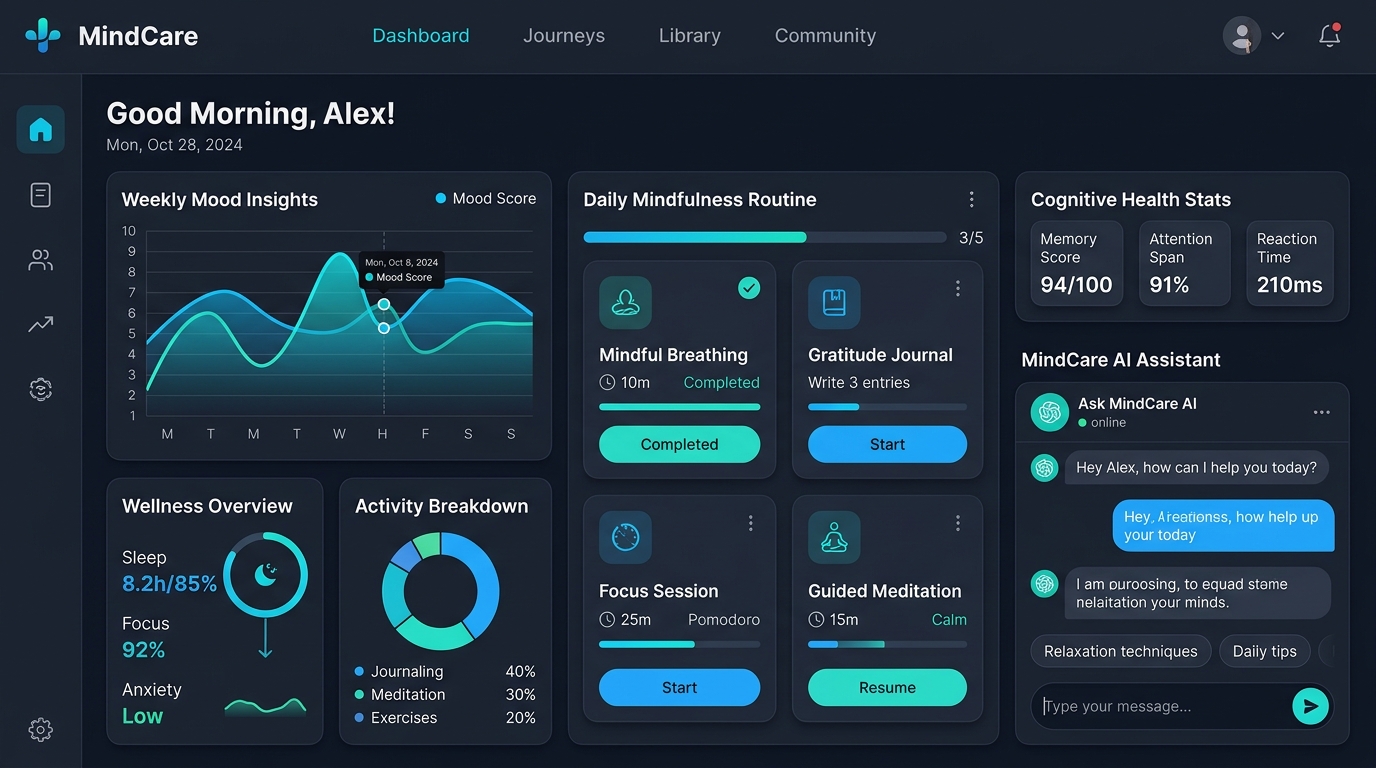 MindCare
Dashboard
Journeys
Library
Community
Good Morning, Alex!
Mon, Oct 28, 2024
Weekly Mood Insights
Mood Score
10
9
8
7
6
5
4
3
2
1
Mon, Oct 8, 2024
Mood Score
M T M T W H F S S
Wellness Overview
Sleep
8.2h/85%
Focus
92%
Anxiety
Low
Activity Breakdown
Journaling 40%
Meditation 30%
Exercises 20%
Daily Mindfulness Routine
3/5
Mindful Breathing
10m Completed
Completed
Gratitude Journal
Write 3 entries
Start
Focus Session
25m Pomodoro
Start
Guided Meditation
15m Calm
Resume
Cognitive Health Stats
Memory
Score
94/100
Attention
Span
91%
Reaction
Time
210ms
MindCare AI Assistant
Ask MindCare AI
online
Hey Alex, how can I help you today?
Hey, how help up
your today
I am puroosing, to equad steme
nelaitation your minds.
Relaxation techniques
Daily tips
Type your message...